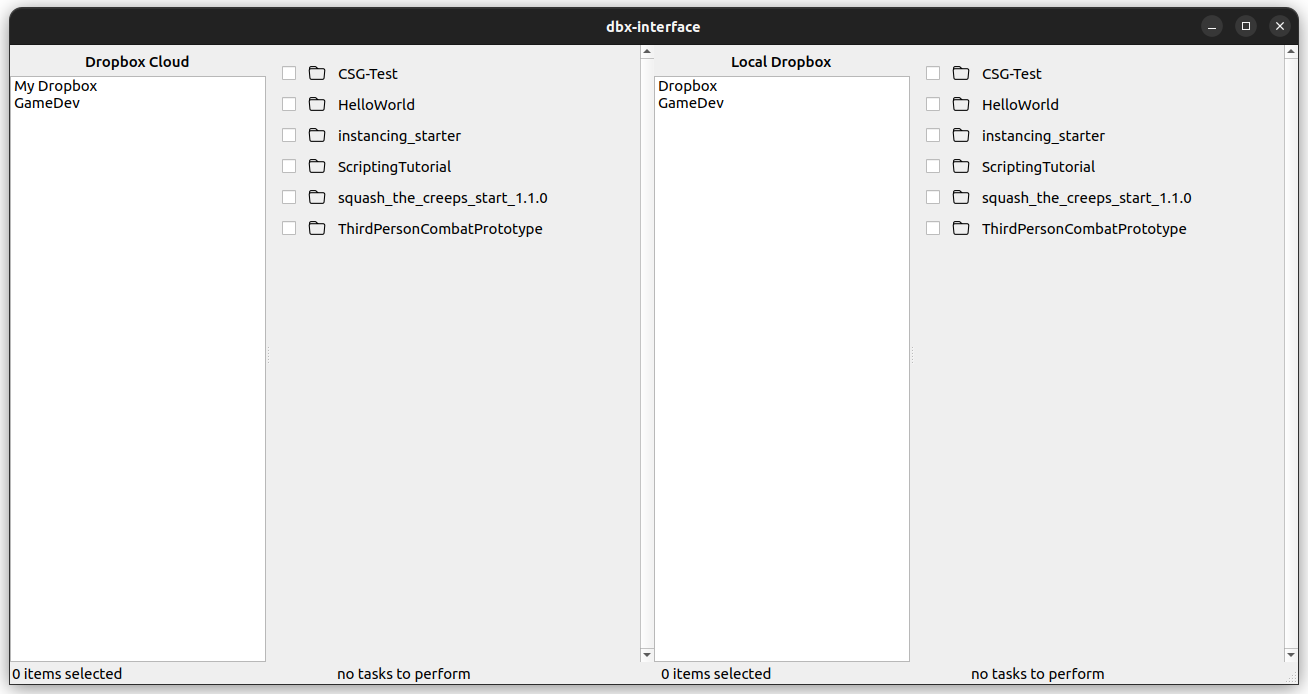 dbx-interface
Dropbox Cloud
My Dropbox
GameDev
CSG-Test
HelloWorld
instancing_starter
ScriptingTutorial
squash_the_creeps_start_1.1.0
ThirdPersonCombatPrototype
Local Dropbox
Dropbox
GameDev
CSG-Test
HelloWorld
instancing_starter
ScriptingTutorial
squash_the_creeps_start_1.1.0
ThirdPersonCombatPrototype
0 items selected
no tasks to perform
0 items selected
no tasks to perform